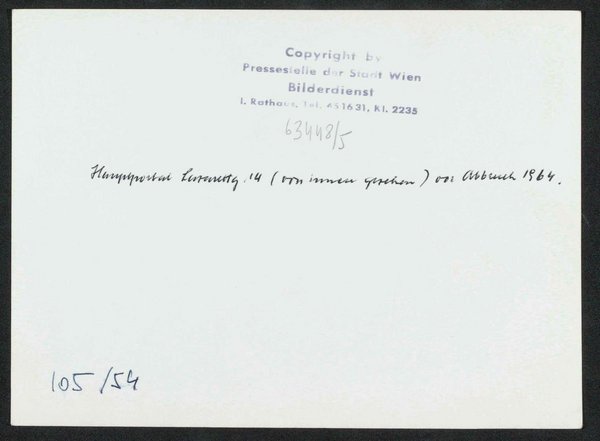 Copyright by
Pressestelle der Stadt Wien
Bilderdienst
I. Rathaus, Tel. 451631, Kl. 2235
63448/5
Hauptportal Lazarettg. 14 (von innen gesehen) vor Abbruch 1964.
105/54